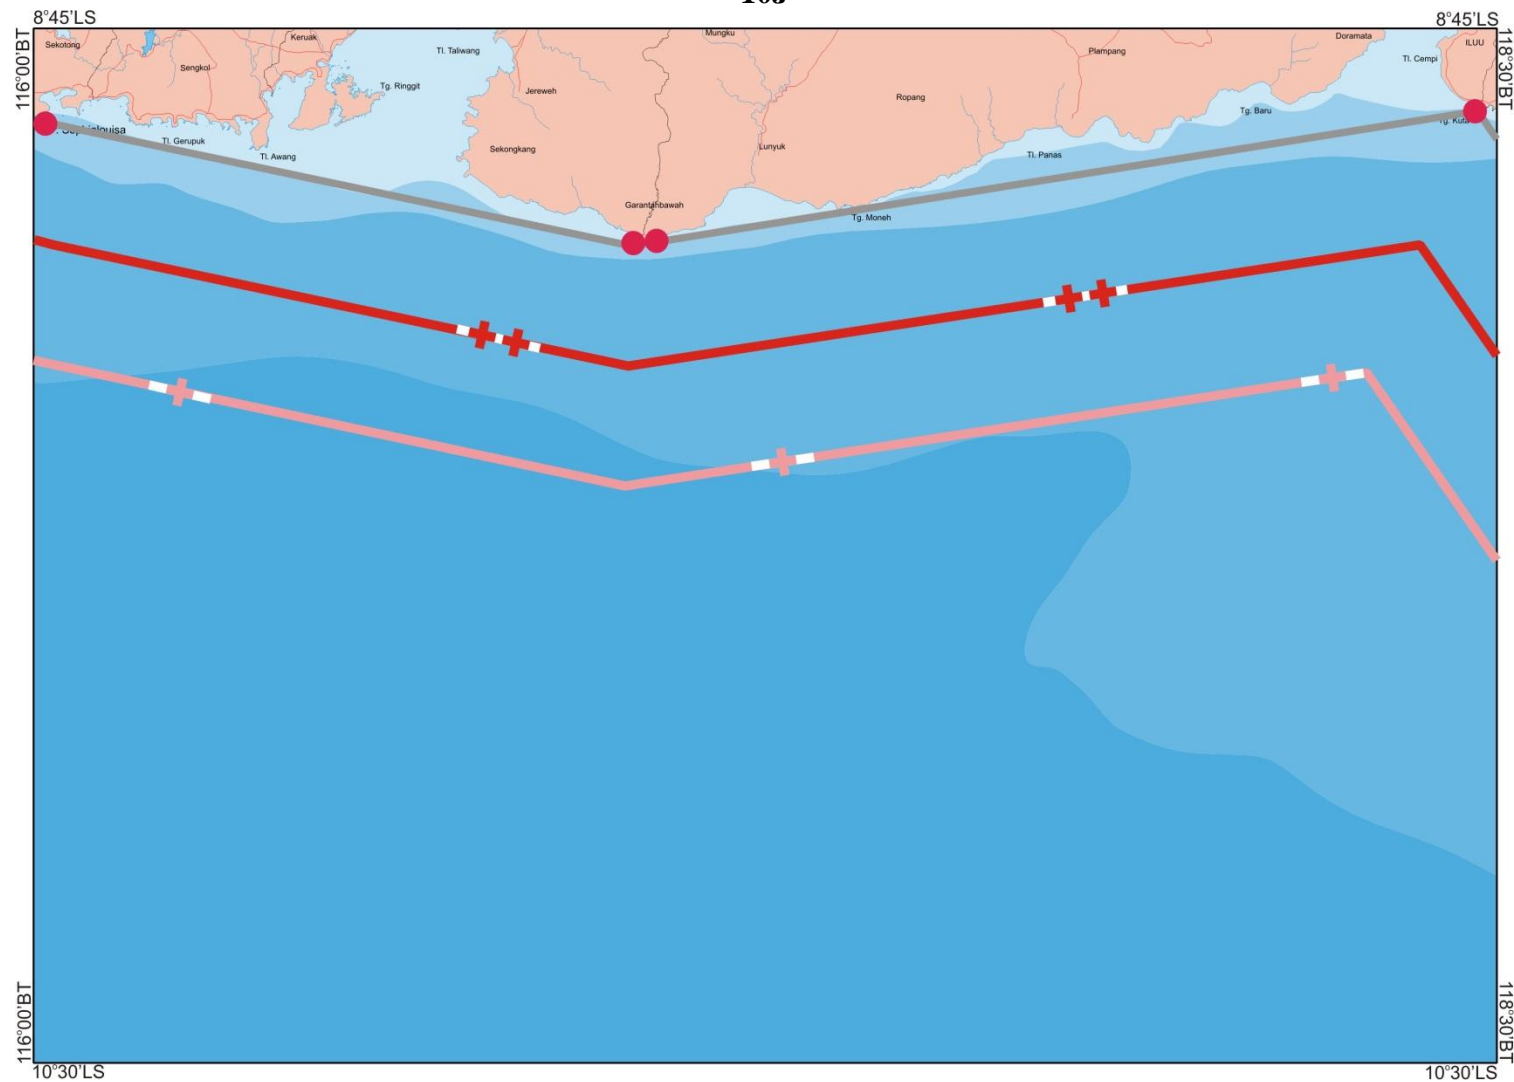 8°45'LS
8°45'LS
116°00'BT
118°30'BT
Sekotong
Sengkol
Keruak
Tl. Taliwang
Tg. Ringgit
Jereweh
Mungku
Ropang
Plampang
Doramata
Tl. Cempi
ILUU
Tl. Gerupuk
Tl. Awang
Sekongkang
Lunyuk
Tl. Panas
Tg. Baru
Garantahbawah
Tg. Moneh
116°00'BT
118°30'BT
10°30'LS
10°30'LS